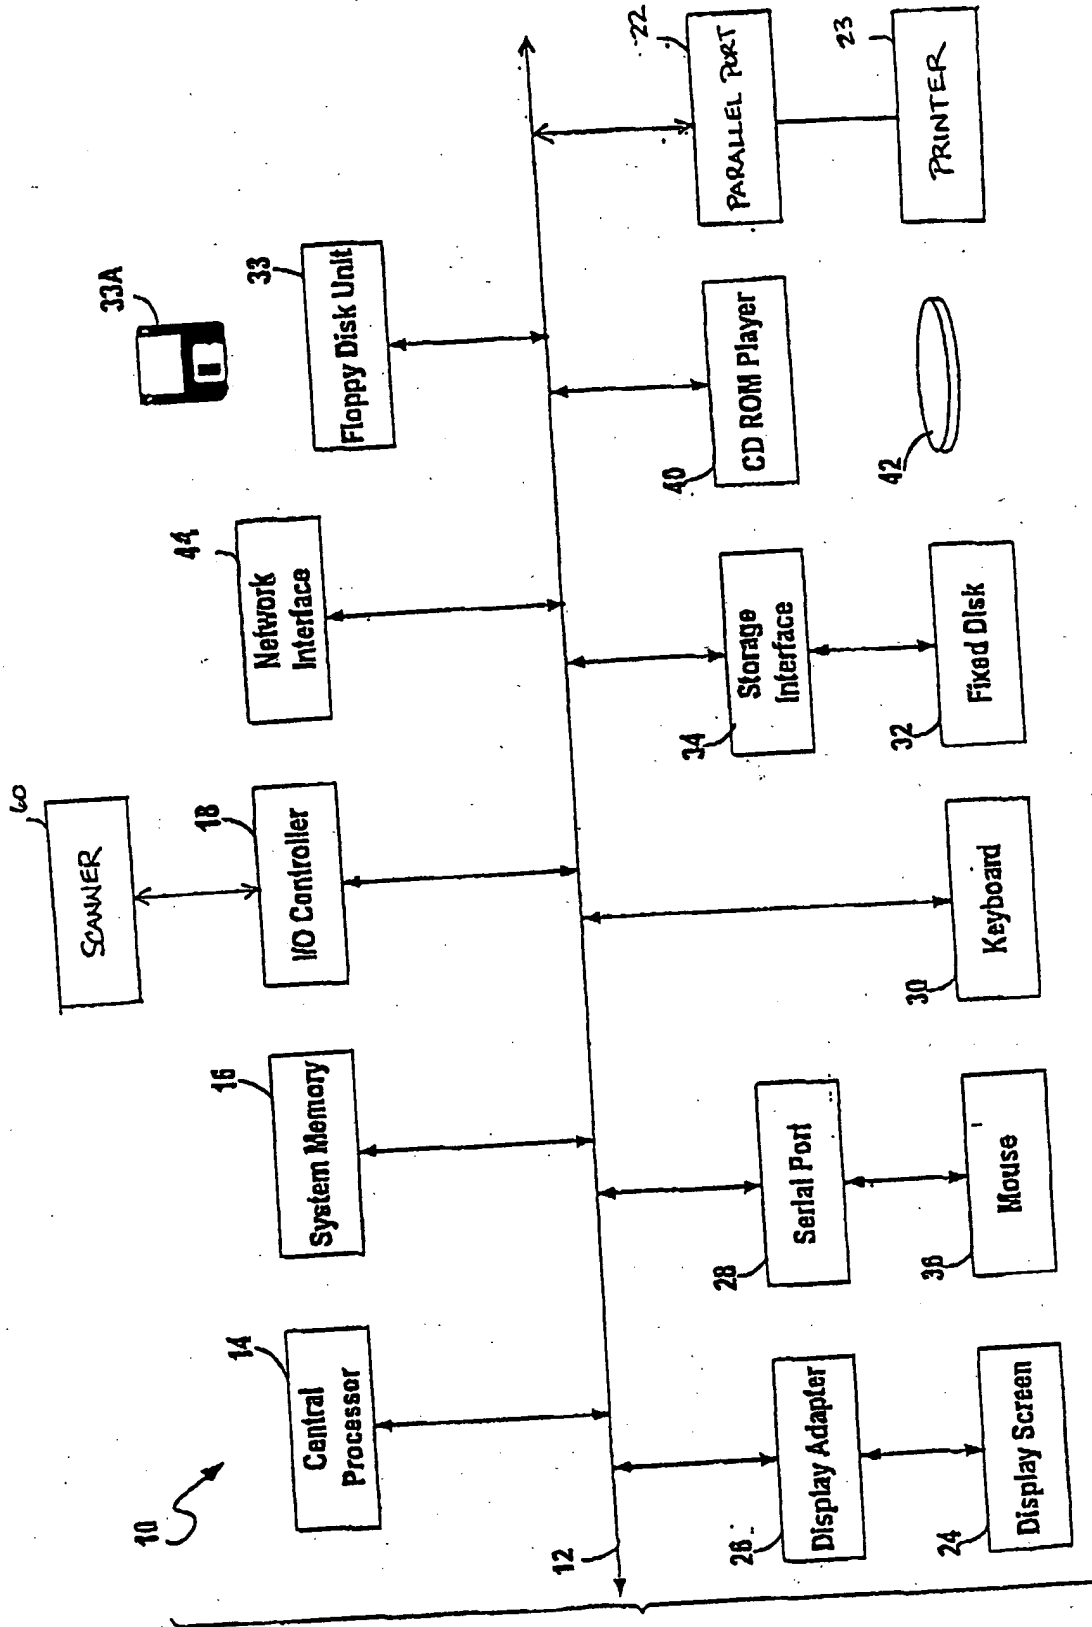 10
14
Central
Processor
16
System Memory
60
SCANNER
18
I/O Controller
44
Network
Interface
33A
33
Floppy Disk Unit
12
26
Display Adapter
24
Display Screen
28
Serial Port
36
Mouse
30
Keyboard
34
Storage
Interface
32
Fixed Disk
40
CD ROM Player
42
22
PARALLEL PORT
23
PRINTER